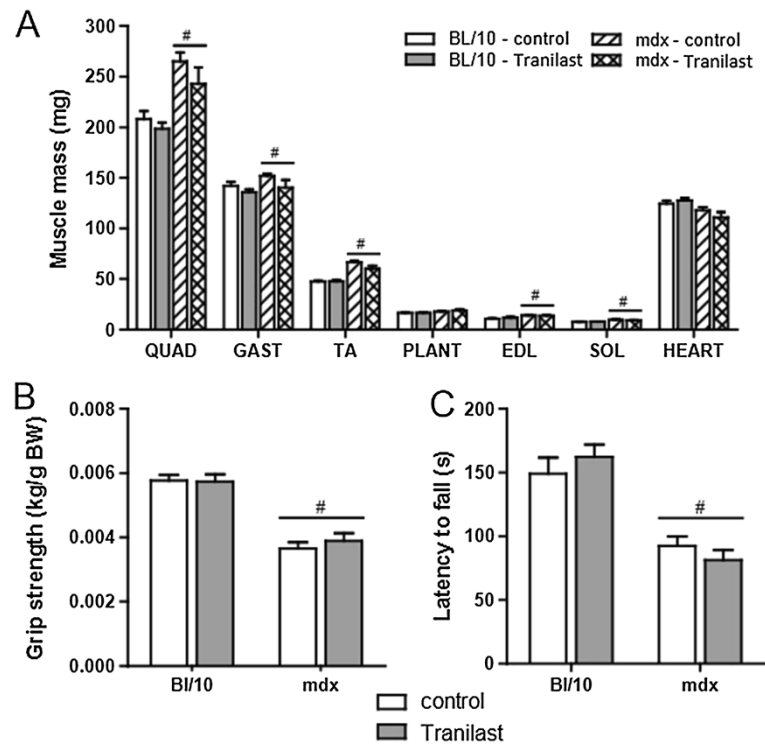 A
Muscle mass (mg)
300
250
200
150
100
50
0
BL/10 - control
mdx - control
BL/10 - Tranilast
mdx - Tranilast
#
#
#
#
#
QUAD GAST TA PLANT EDL SOL HEART
B
Grip strength (kg/g BW)
0.008
0.006
0.004
0.002
0.000
#
Bl/10 mdx
C
Latency to fall (s)
200
150
100
50
0
#
Bl/10 mdx
control
Tranilast